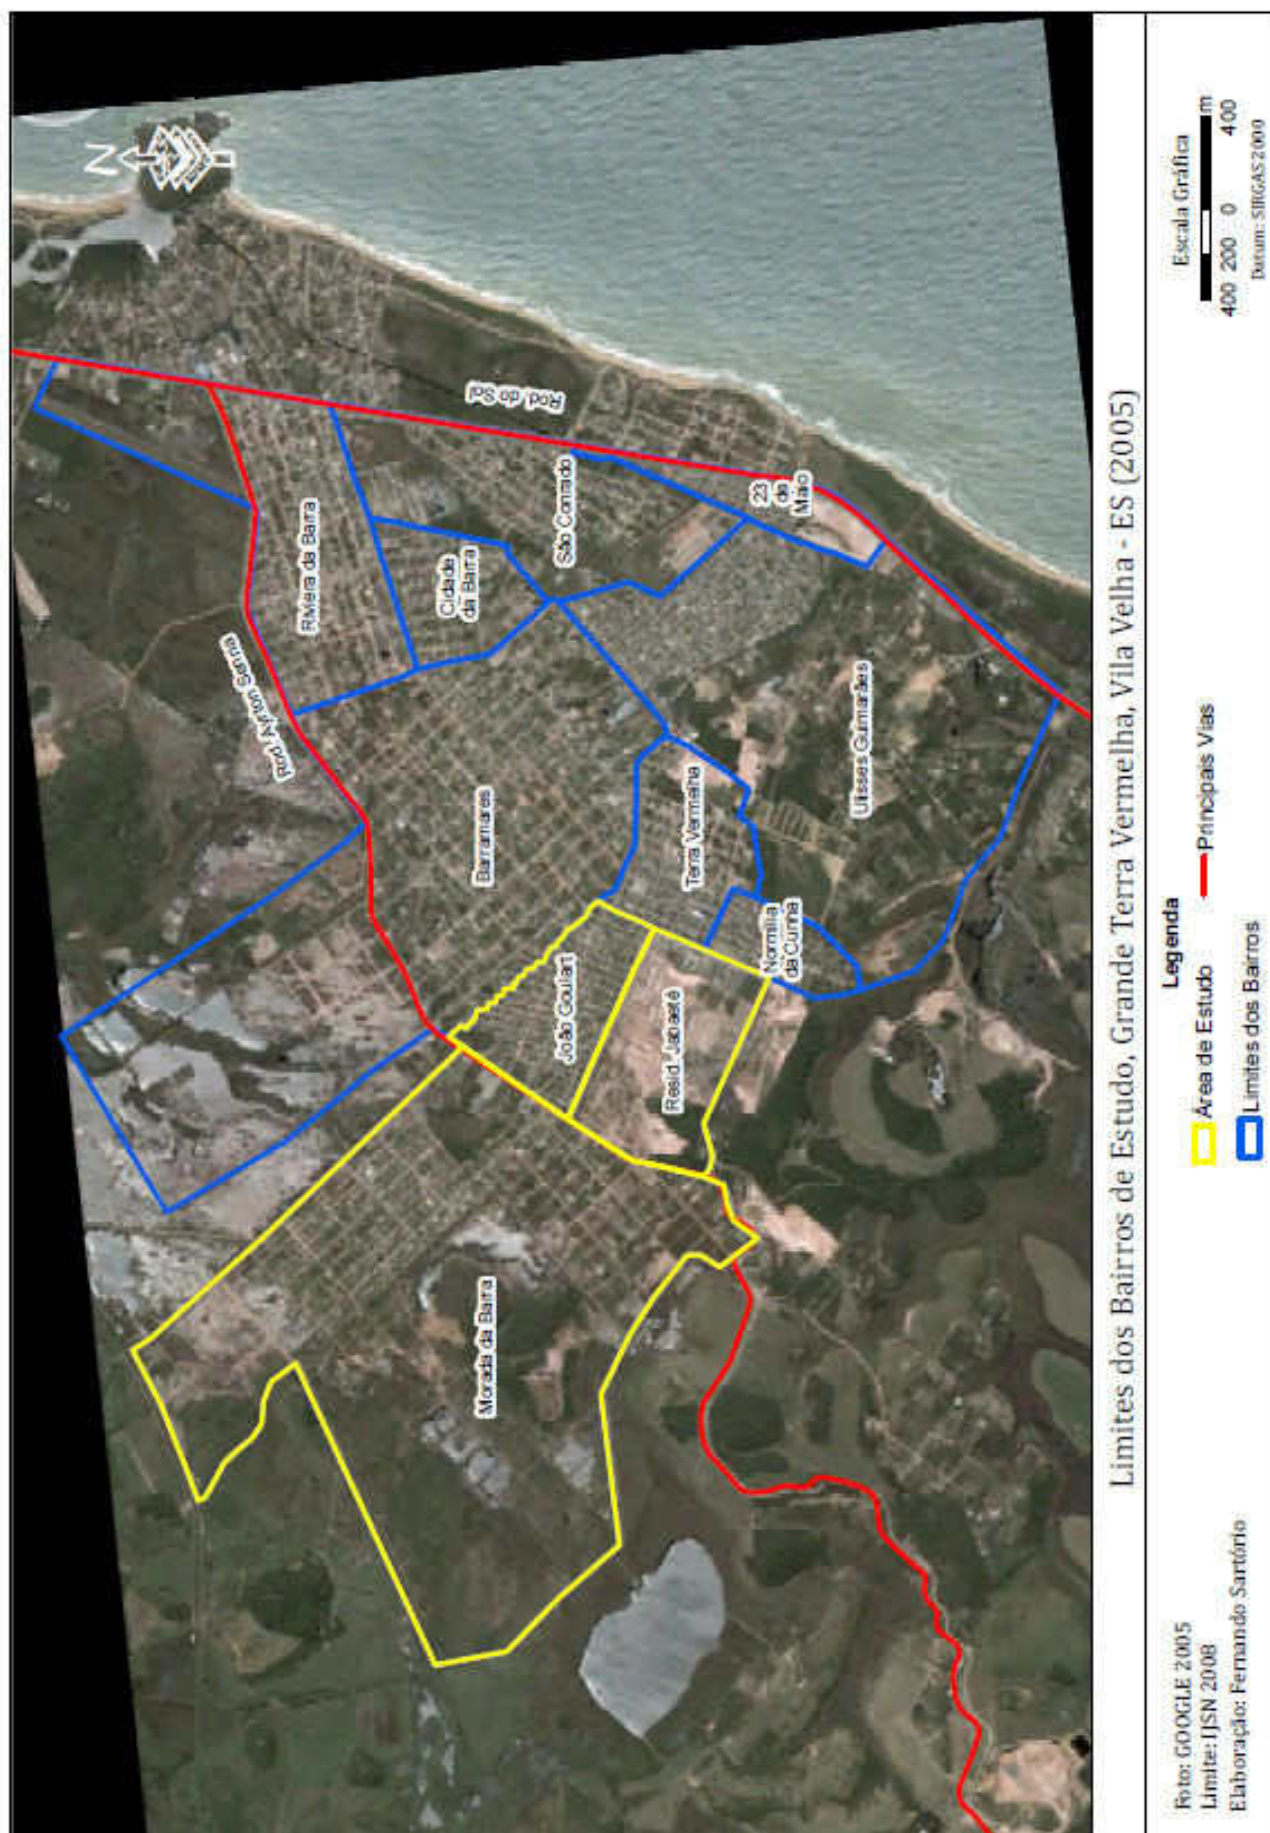 N
Rod. do Sol
Rod. Ayrton Senna
Riviera da Barra
Cidade
da Barra
São Conrado
23
de
Maio
Barramares
Terra Vermelha
Ulisses Guimarães
Normília
da Cunha
João Goulart
Resid. Jabaeté
Morada da Barra
Limites dos Bairros de Estudo, Grande Terra Vermelha, Vila Velha - ES (2005)
Foto: GOOGLE 2005
Limite: IJSN 2008
Elaboração: Fernando Sartório
Legenda
Área de Estudo
Principais Vias
Limites dos Bairros
Escala Gráfica
400 200 0 400
m
Datum: SIRGAS2000